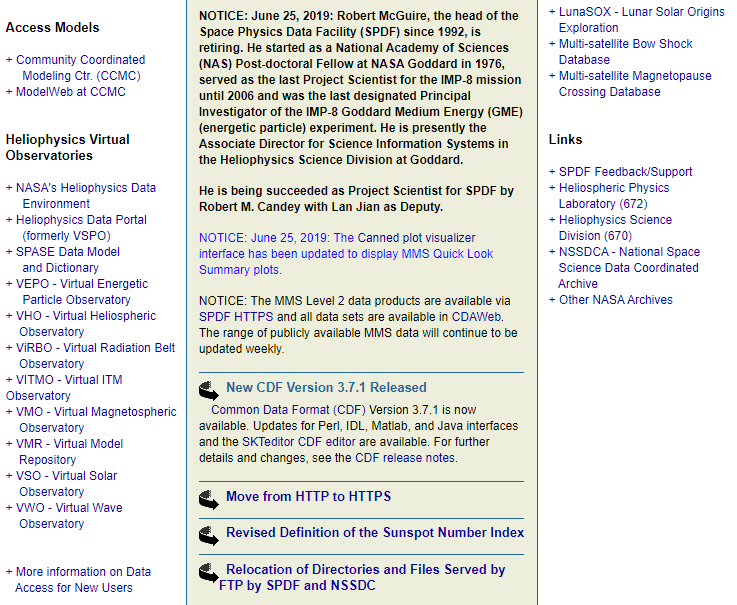 Access Models
+ Community Coordinated
Modeling Ctr. (CCMC)
+ ModelWeb at CCMC
Heliophysics Virtual
Observatories
+ NASA's Heliophysics Data
Environment
+ Heliophysics Data Portal
(formerly VSPO)
+ SPASE Data Model
and Dictionary
+ VEPO - Virtual Energetic
Particle Observatory
+ VHO - Virtual Heliospheric
Observatory
+ ViRBO - Virtual Radiation Belt
Observatory
+ VITMO - Virtual ITM
Observatory
+ VMO - Virtual Magnetospheric
Observatory
+ VMR - Virtual Model
Repository
+ VSO - Virtual Solar
Observatory
+ VWO - Virtual Wave
Observatory
+ More information on Data
Access for New Users
NOTICE: June 25, 2019: Robert McGuire, the head of the
Space Physics Data Facility (SPDF) since 1992, is
retiring. He started as a National Academy of Sciences
(NAS) Post-doctoral Fellow at NASA Goddard in 1976,
served as the last Project Scientist for the IMP-8 mission
until 2006 and was the last designated Principal
Investigator of the IMP-8 Goddard Medium Energy (GME)
(energetic particle) experiment. He is presently the
Associate Director for Science Information Systems in
the Heliophysics Science Division at Goddard.
He is being succeeded as Project Scientist for SPDF by
Robert M. Candey with Lan Jian as Deputy.
NOTICE: June 25, 2019: The Canned plot visualizer
interface has been updated to display MMS Quick Look
Summary plots.
NOTICE: The MMS Level 2 data products are available via
SPDF HTTPS and all data sets are available in CDAWeb.
The range of publicly available MMS data will continue to be
updated weekly.
New CDF Version 3.7.1 Released
Common Data Format (CDF) Version 3.7.1 is now
available. Updates for Perl, IDL, Matlab, and Java interfaces
and the SKTeditor CDF editor are available. For further
details and changes, see the CDF release notes.
Move from HTTP to HTTPS
Revised Definition of the Sunspot Number Index
Relocation of Directories and Files Served by
FTP by SPDF and NSSDC
+ LunaSOX - Lunar Solar Origins
Exploration
+ Multi-satellite Bow Shock
Database
+ Multi-satellite Magnetopause
Crossing Database
Links
+ SPDF Feedback/Support
+ Heliospheric Physics
Laboratory (672)
+ Heliophysics Science
Division (670)
+ NSSDCA - National Space
Science Data Coordinated
Archive
+ Other NASA Archives